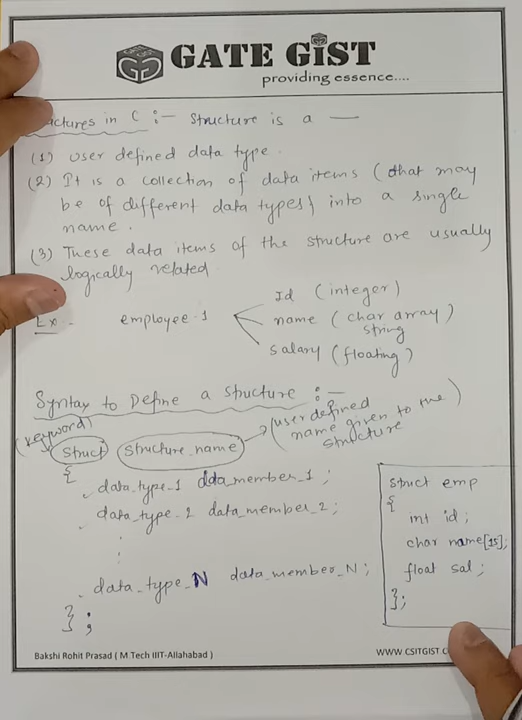 GATE GIST
providing essence....
uctures in C :- Structure is a —
(1) User defined data type.
(2) It is a collection of data items (that may
be of different data types) into a single
name.
(3) These data items of the structure are usually
logically related.
Ex - employee-1
Id (integer)
name (char array)
string
salary (floating)
Syntax to Define a structure :-
(keyword)
struct structure_name
(user defined
name given to the
structure)
{
data_type_1 data_member_1;
data_type_2 data_member_2;
:
:
data_type_N data_member_N;
};
struct emp
{
int id;
char name[15];
float sal;
};
Bakshi Rohit Prasad ( M Tech IIIT-Allahabad )
WWW.CSITGIST.C